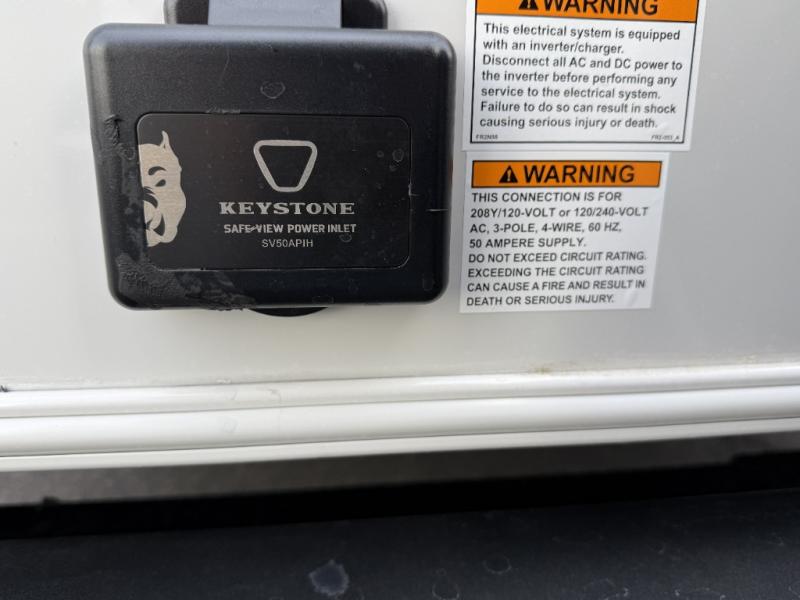 WARNING
This electrical system is equipped
with an inverter/charger.
Disconnect all AC and DC power to
the inverter before performing any
service to the electrical system.
Failure to do so can result in shock
causing serious injury or death.
KEYSTONE
SAFE-VIEW POWER INLET
SV50APIH
WARNING
THIS CONNECTION IS FOR
208Y/120-VOLT or 120/240-VOLT
AC, 3-POLE, 4-WIRE, 60 HZ,
50 AMPERE SUPPLY.
DO NOT EXCEED CIRCUIT RATING.
EXCEEDING THE CIRCUIT RATING
CAN CAUSE A FIRE AND RESULT IN
DEATH OR SERIOUS INJURY.